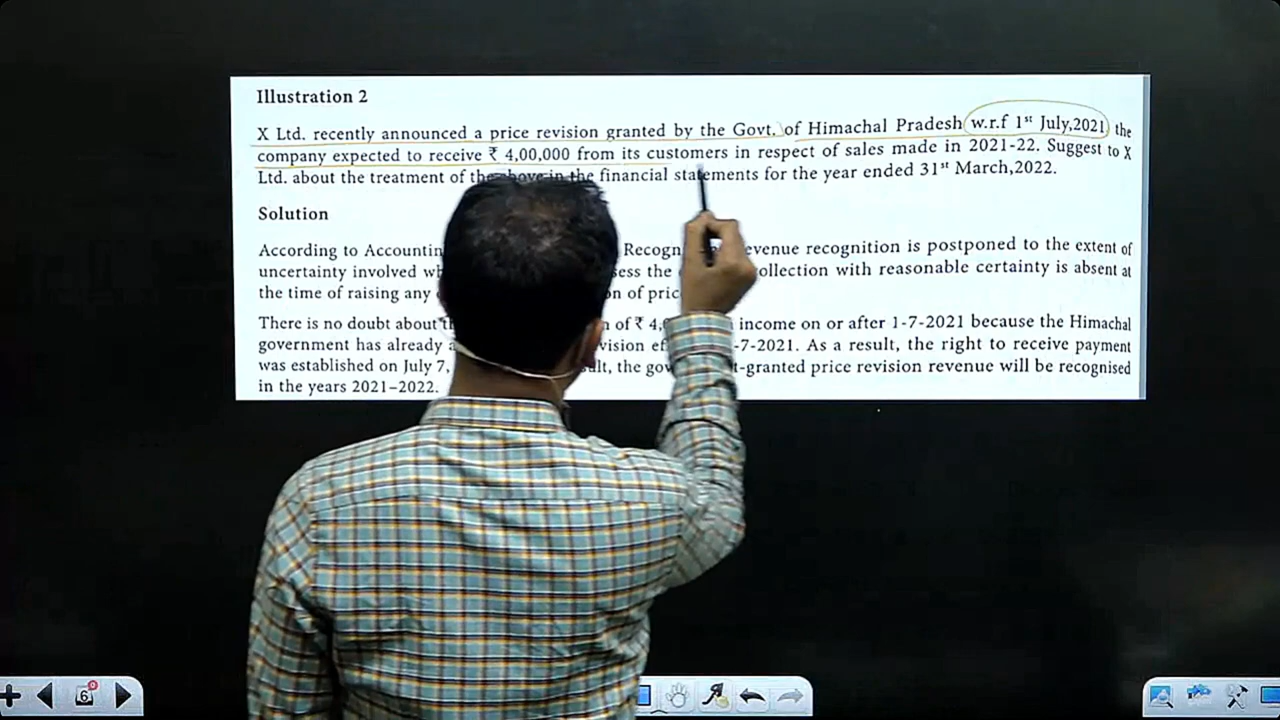 Illustration 2
X Ltd. recently announced a price revision granted by the Govt. of Himachal Pradesh w.r.f 1st July,2021 the
company expected to receive ₹ 4,00,000 from its customers in respect of sales made in 2021-22. Suggest to X
Ltd. about the treatment of the above in the financial statements for the year ended 31st March,2022.
Solution
According to Accountin Recogn evenue recognition is postponed to the extent of
uncertainty involved wh sess the ollection with reasonable certainty is absent at
the time of raising any on of pric
There is no doubt about of ₹ 4,0 income on or after 1-7-2021 because the Himachal
government has already vision ef -7-2021. As a result, the right to receive payment
was established on July 7, ult, the gov t-granted price revision revenue will be recognised
in the years 2021–2022.
6
9